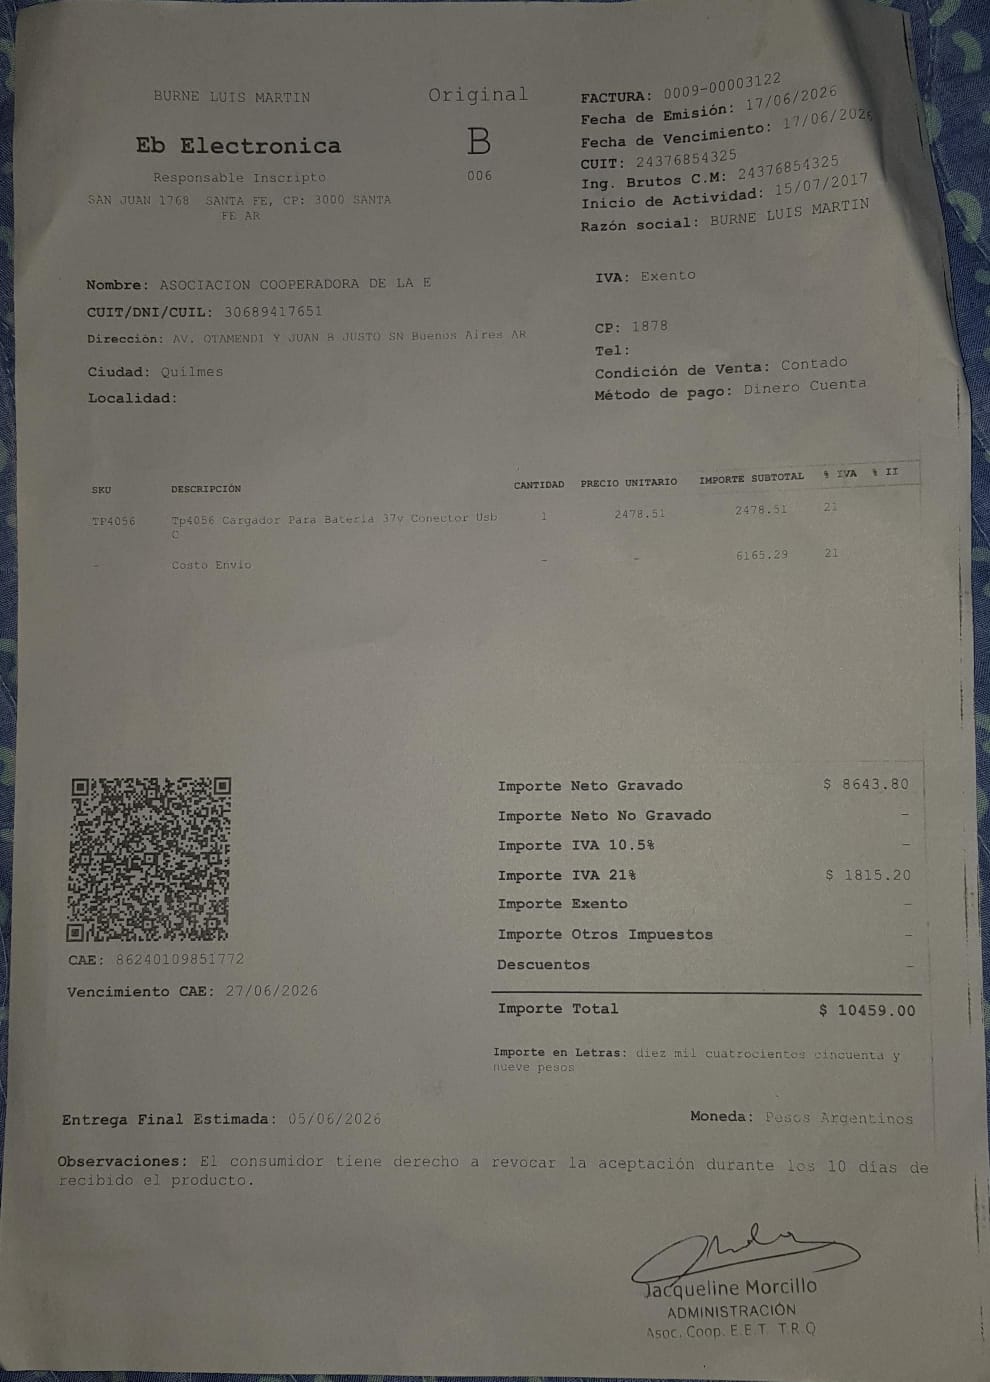 BURNE LUIS MARTIN
Eb Electronica
Responsable Inscripto
SAN JUAN 1768 SANTA FE, CP: 3000 SANTA
FE AR
Original
B
006
FACTURA: 0009-00003122
Fecha de Emisión: 17/06/2026
Fecha de Vencimiento: 17/06/2026
CUIT: 24376854325
Ing. Brutos C.M: 24376854325
Inicio de Actividad: 15/07/2017
Razón social: BURNE LUIS MARTIN
Nombre: ASOCIACION COOPERADORA DE LA E
CUIT/DNI/CUIL: 30689417651
Dirección: AV. OTAMENDI Y JUAN B JUSTO SN Buenos Aires AR
Ciudad: Quilmes
Localidad:
IVA: Exento
CP: 1878
Tel:
Condición de Venta: Contado
Método de pago: Dinero Cuenta
SKU DESCRIPCIÓN CANTIDAD PRECIO UNITARIO IMPORTE SUBTOTAL % IVA % II
TP4056 Tp4056 Cargador Para Bateria 37v Conector Usb 1 2478.51 2478.51 21
C
- Costo Envio - - 6165.29 21
Importe Neto Gravado $ 8643.80
Importe Neto No Gravado -
Importe IVA 10.5% -
Importe IVA 21% $ 1815.20
Importe Exento -
Importe Otros Impuestos -
Descuentos -
Importe Total $ 10459.00
Importe en Letras: diez mil cuatrocientos cincuenta y
nueve pesos
CAE: 86240109851772
Vencimiento CAE: 27/06/2026
Entrega Final Estimada: 05/06/2026
Moneda: Pesos Argentinos
Observaciones: El consumidor tiene derecho a revocar la aceptación durante los 10 días de
recibido el producto.
Jacqueline Morcillo
ADMINISTRACIÓN
Asoc. Coop. E.E.T. T.R.Q